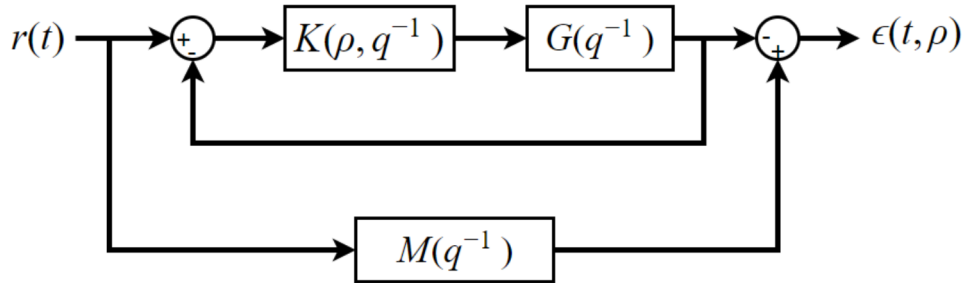 r(t) + - K(ρ, q⁻¹) G(q⁻¹) - + ϵ(t, ρ)
M(q⁻¹)